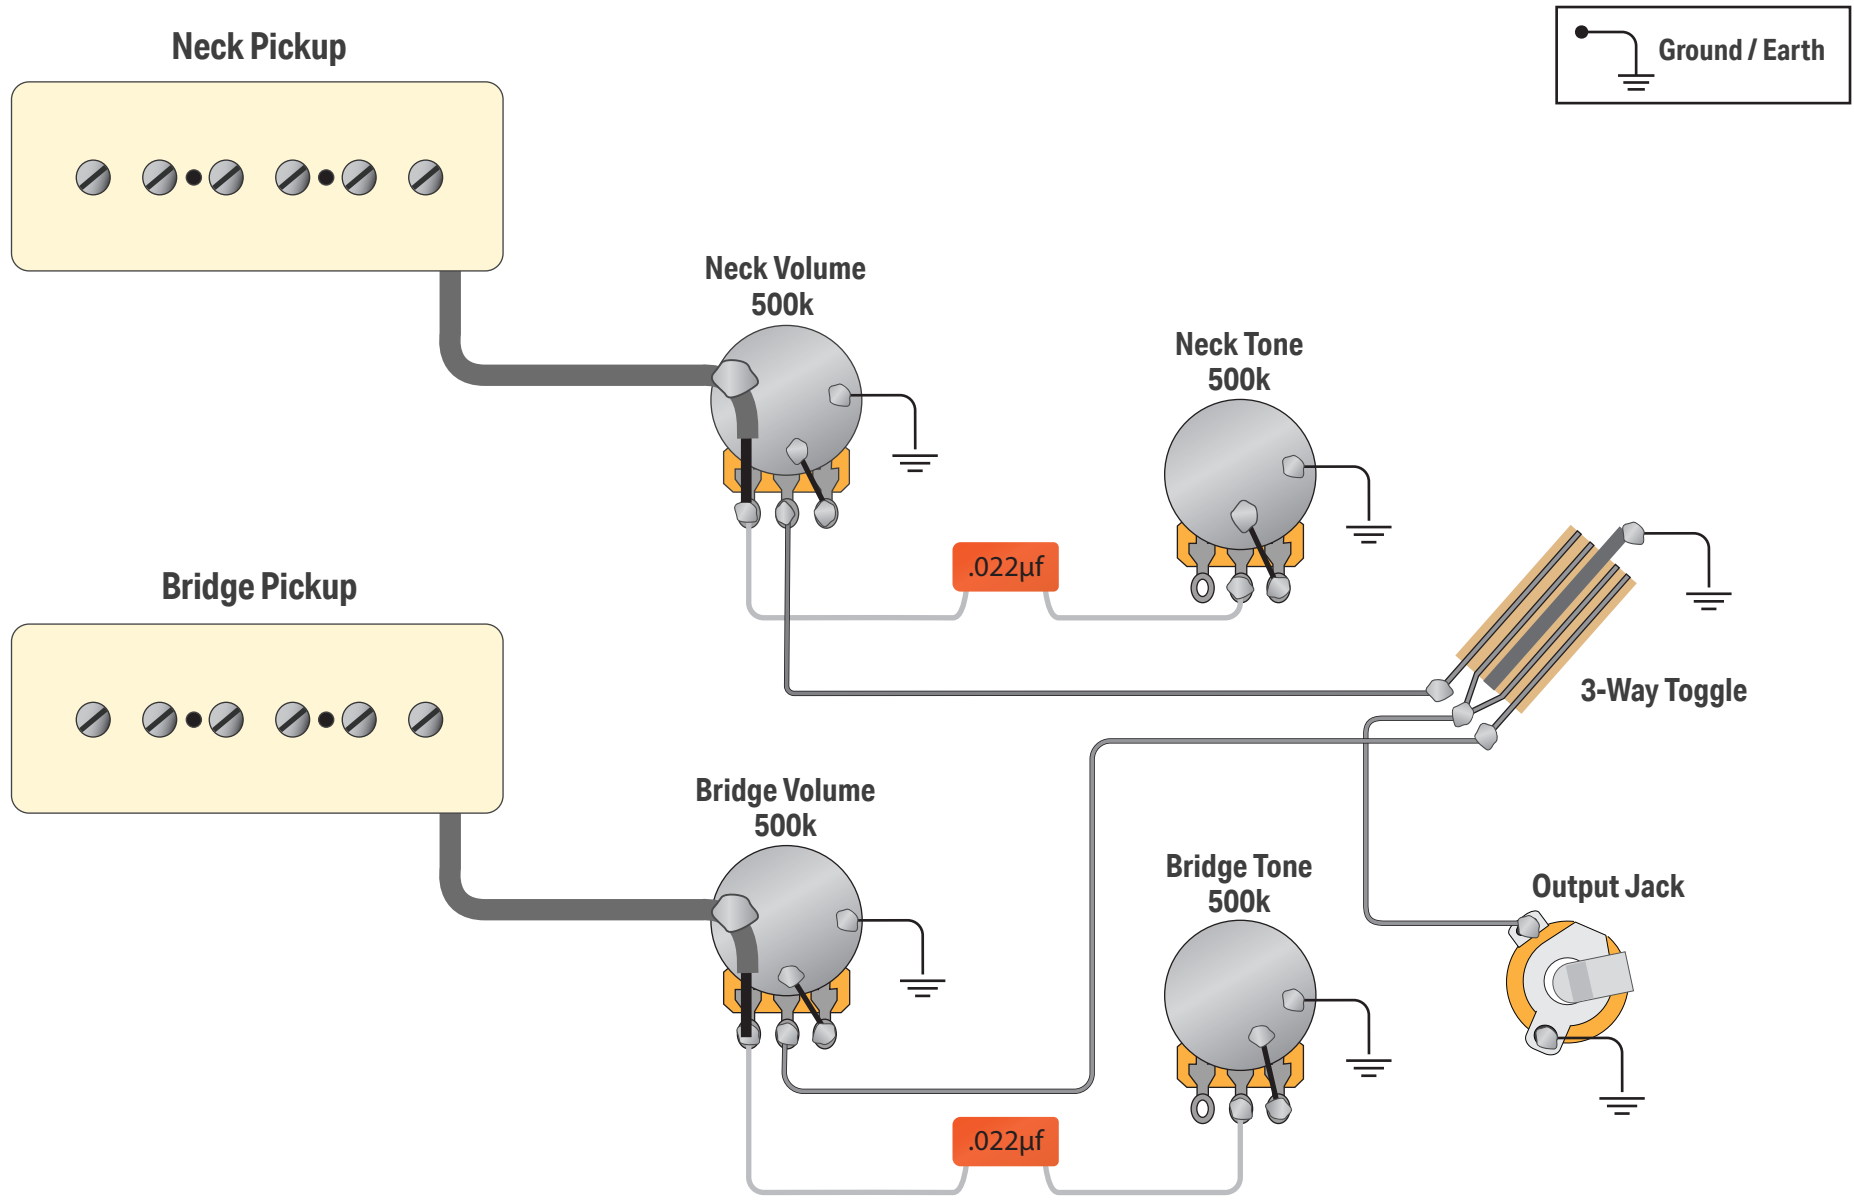 Neck Pickup
Ground / Earth
Neck Volume
500k
Neck Tone
500k
.022µf
Bridge Pickup
3-Way Toggle
Bridge Volume
500k
Bridge Tone
500k
Output Jack
.022µf